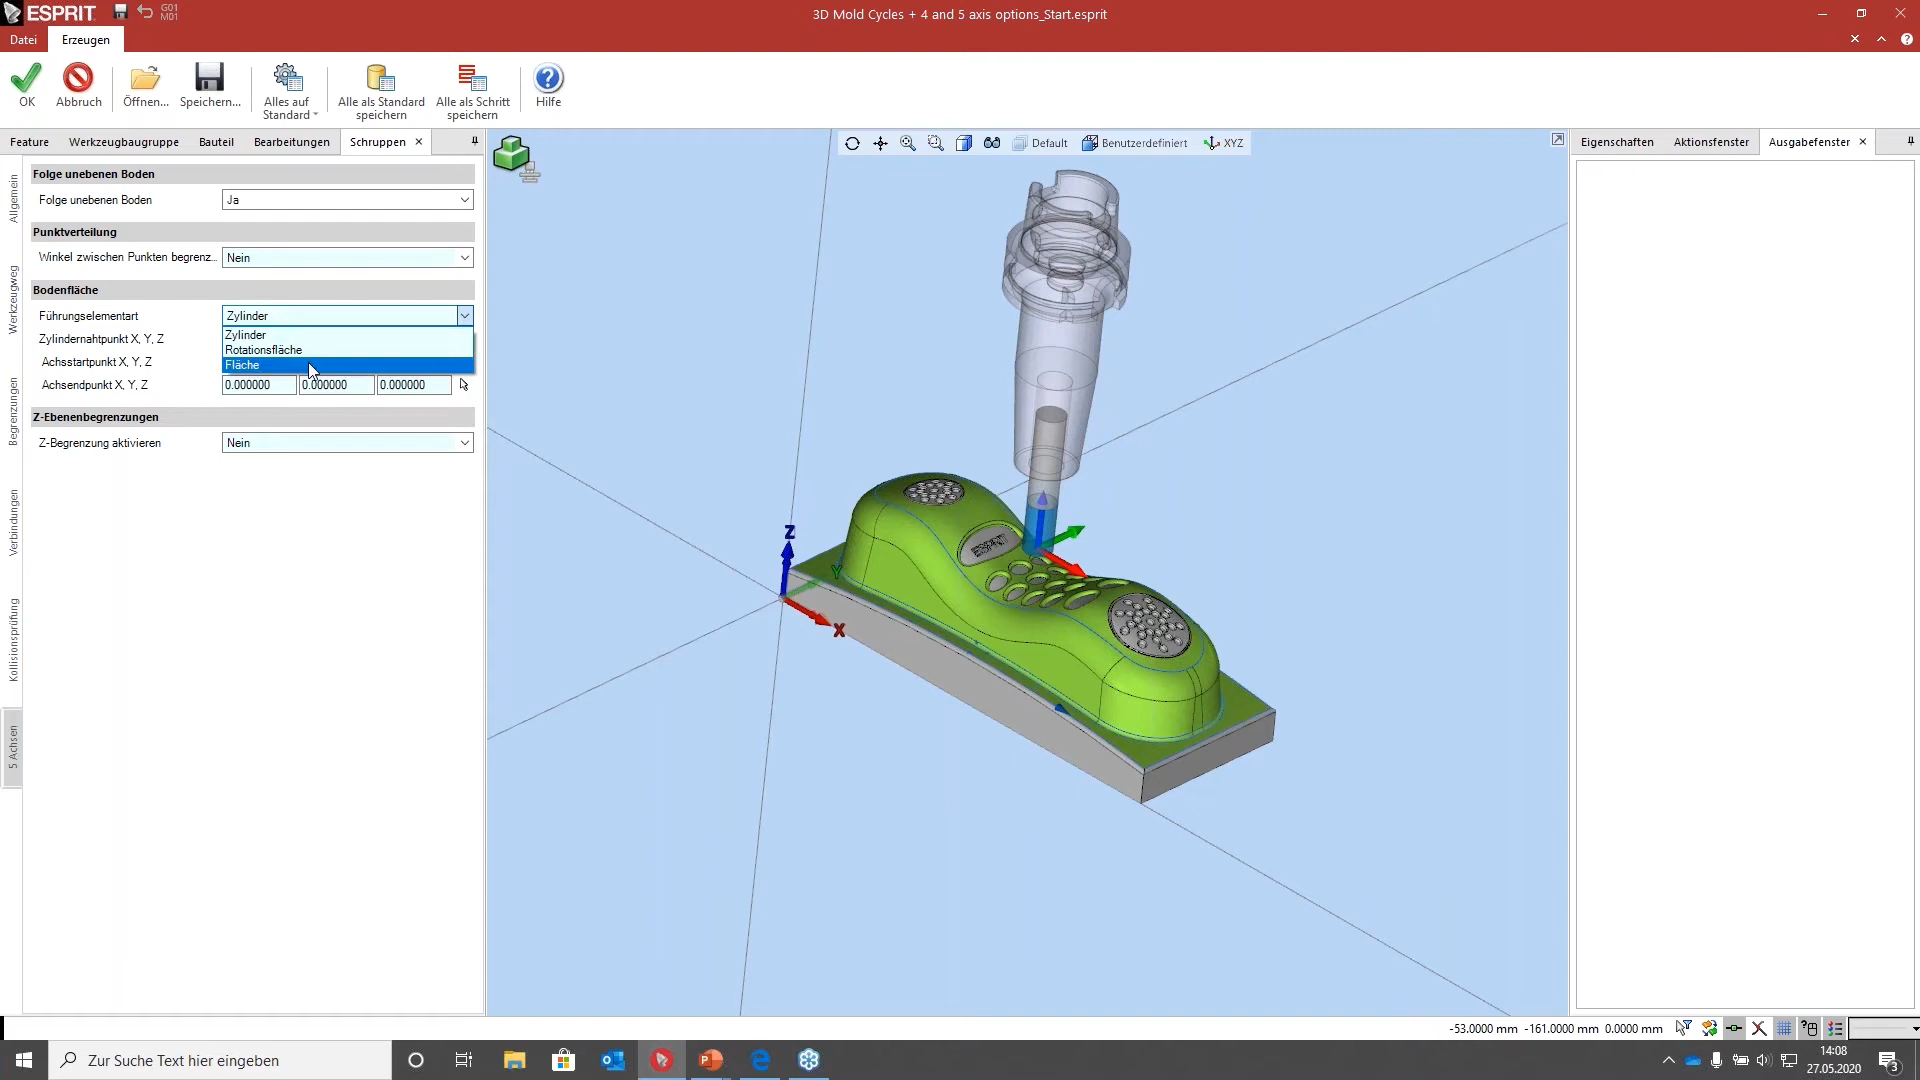 ESPRIT
G01
M01
3D Mold Cycles + 4 and 5 axis options_Start.esprit
Datei
Erzeugen
OK
Abbruch
Öffnen...
Speichern...
Alles auf
Standard
Alle als Standard
speichern
Alle als Schritt
speichern
Hilfe
Feature
Werkzeugbaugruppe
Bauteil
Bearbeitungen
Schruppen
Default
Benutzerdefiniert
XYZ
Eigenschaften
Aktionsfenster
Ausgabefenster
Allgemein
Werkzeugweg
Begrenzungen
Verbindungen
Kollisionsprüfung
5 Achsen
Folge unebenen Boden
Folge unebenen Boden
Ja
Punktverteilung
Winkel zwischen Punkten begrenz...
Nein
Bodenfläche
Führungselementart
Zylinder
Zylinder
Rotationsfläche
Fläche
Zylindernahtpunkt X, Y, Z
Achsstartpunkt X, Y, Z
Achsendpunkt X, Y, Z
0.000000
0.000000
0.000000
Z-Ebenenbegrenzungen
Z-Begrenzung aktivieren
Nein
ESPRIT
Z
Y
X
-53.0000 mm -161.0000 mm 0.0000 mm
Zur Suche Text hier eingeben
14:08
27.05.2020
3